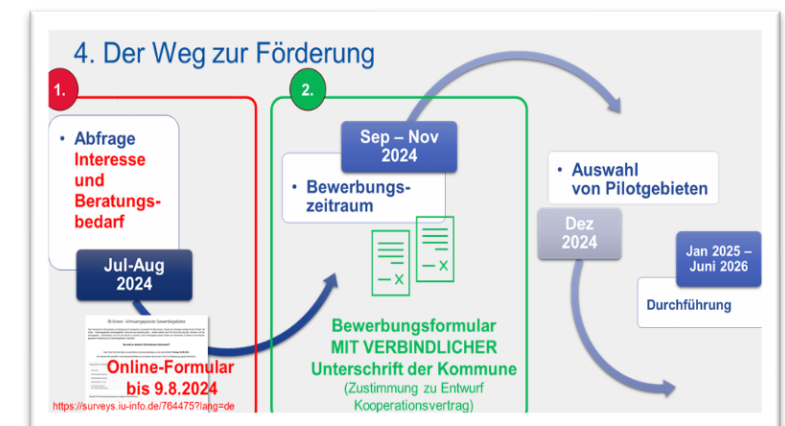 4. Der Weg zur Förderung
1.
• Abfrage
Interesse
und
Beratungs-
bedarf
Jul-Aug
2024
Online-Formular
bis 9.8.2024
https://surveys.iu-info.de/764475?lang=de
2.
Sep – Nov
2024
• Bewerbungs-
zeitraum
Bewerbungsformular
MIT VERBINDLICHER
Unterschrift der Kommune
(Zustimmung zu Entwurf
Kooperationsvertrag)
• Auswahl
von Pilotgebieten
Dez
2024
Jan 2025 –
Juni 2026
Durchführung